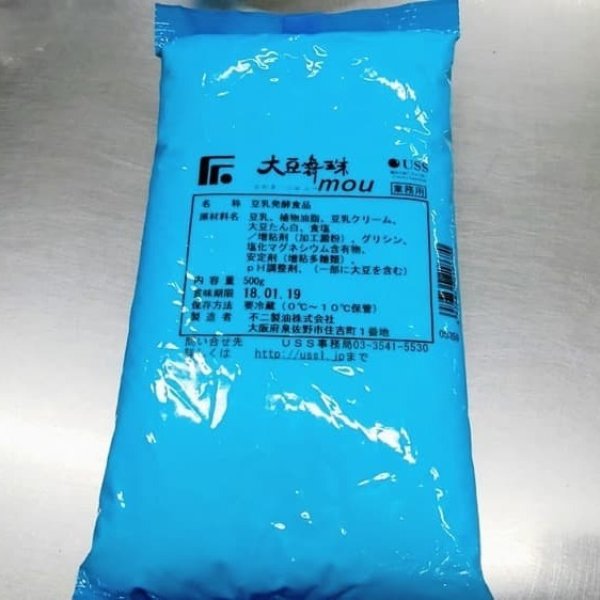 大豆舞珠
mou
USS
業務用
名 称 豆乳発酵食品
原材料名 豆乳、植物油脂、豆乳クリーム、
大豆たん白、食塩
／増粘剤（加工澱粉）、グリシン、
塩化マグネシウム含有物、
安定剤（増粘多糖類）、
pH調整剤、（一部に大豆を含む）
内 容 量 500g
賞味期限 18.01.19
保存方法 要冷蔵（0℃～10℃保管）
製 造 者 不二製油株式会社
大阪府泉佐野市住吉町1番地
問い合せ先 USS事務局03-3541-5530
詳しくは http://ussl.jpまで